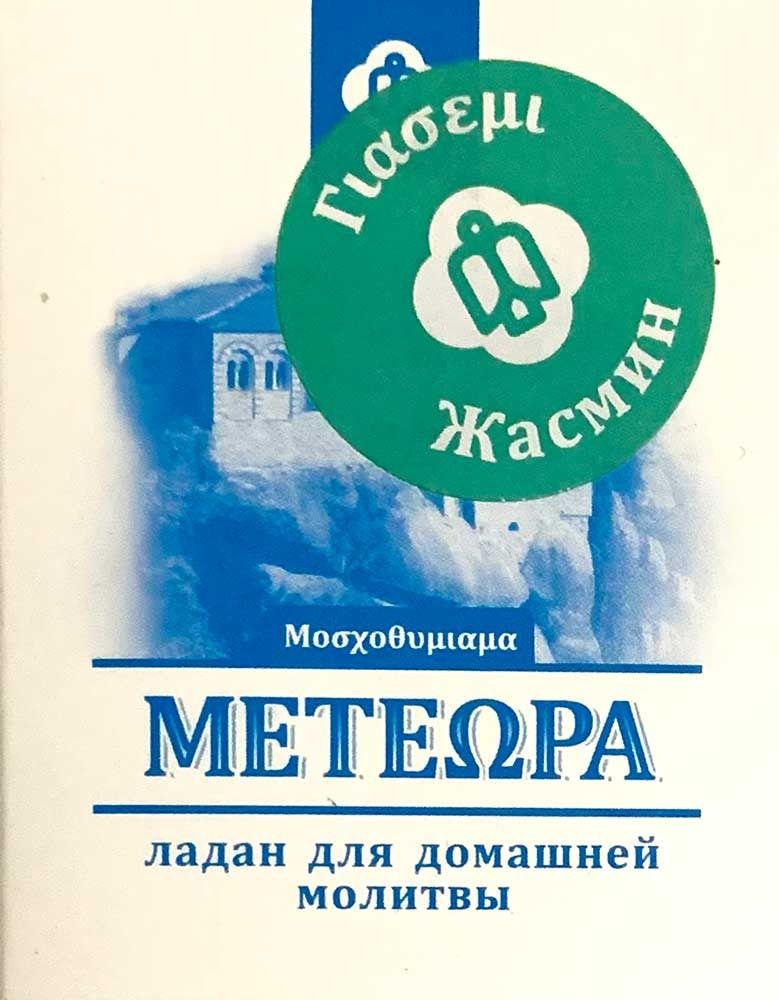 Γιασεμι
Жасмин
Μοσχοθυμιαμα
ΜΕΤΕΩΡΑ
ладан для домашней
молитвы